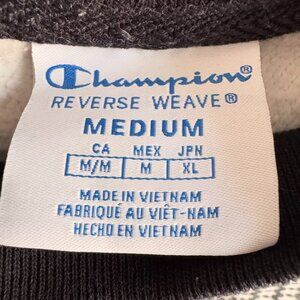 Champion®
REVERSE WEAVE®
MEDIUM
CA MEX JPN
M/M M XL
MADE IN VIETNAM
FABRIQUÉ AU VIÊT-NAM
HECHO EN VIETNAM